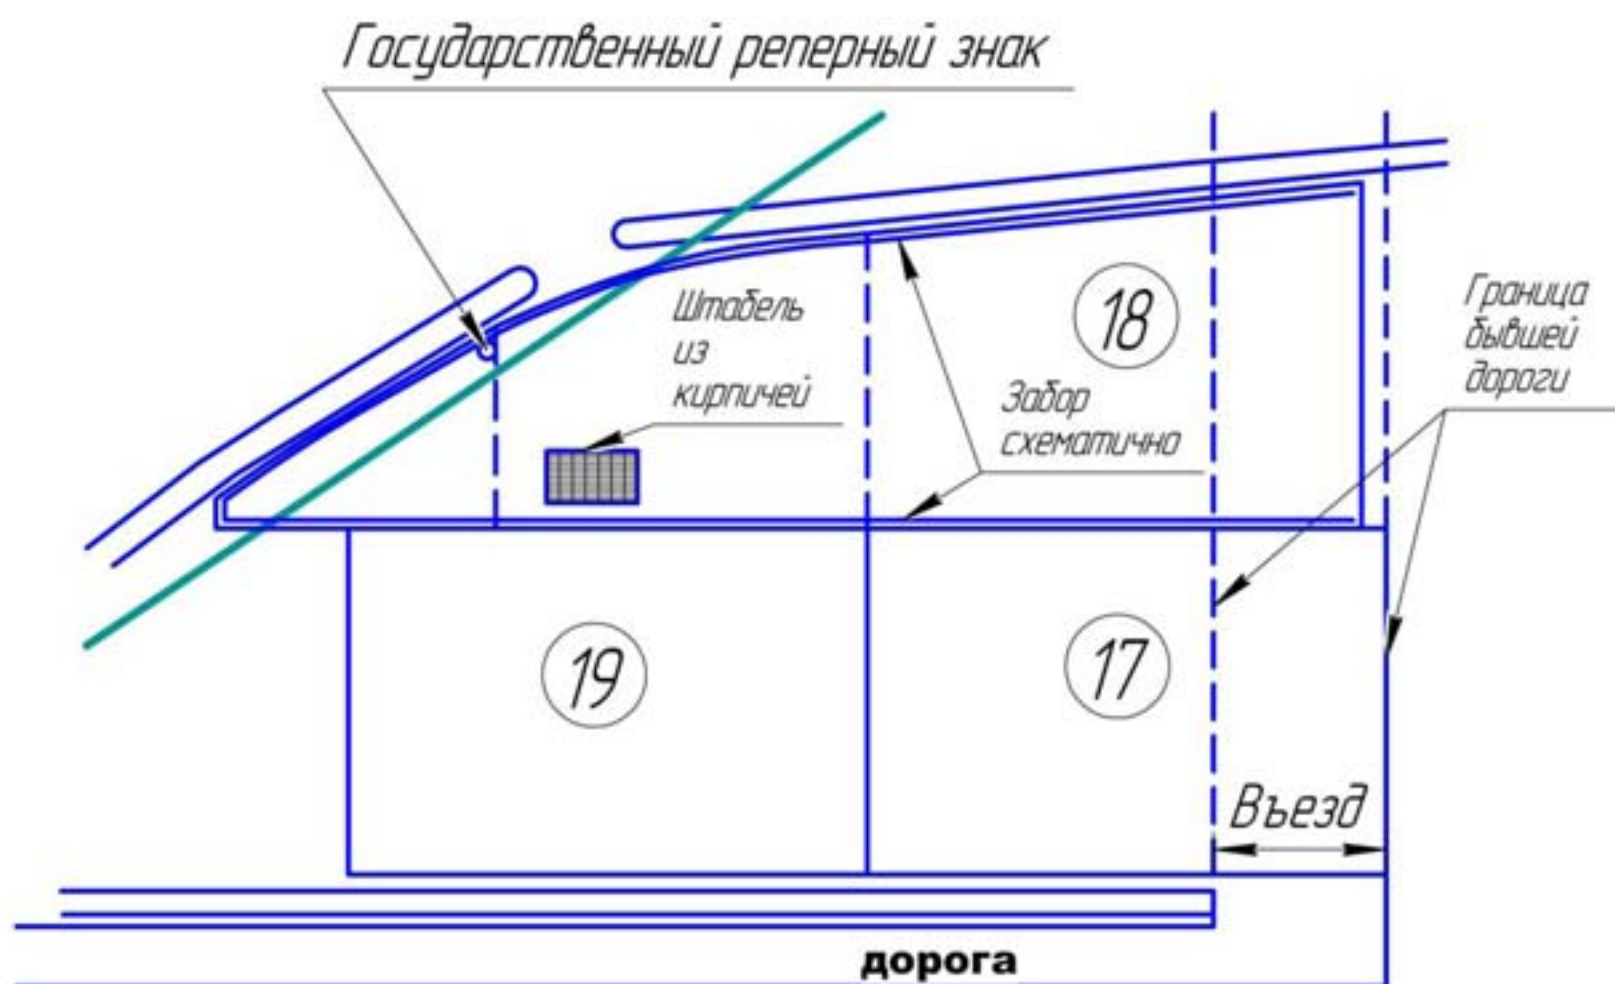 Государственный реперный знак
Штабель
из
кирпичей
18
Забор
схематично
Граница
бывшей
дороги
19
17
Въезд
дорога